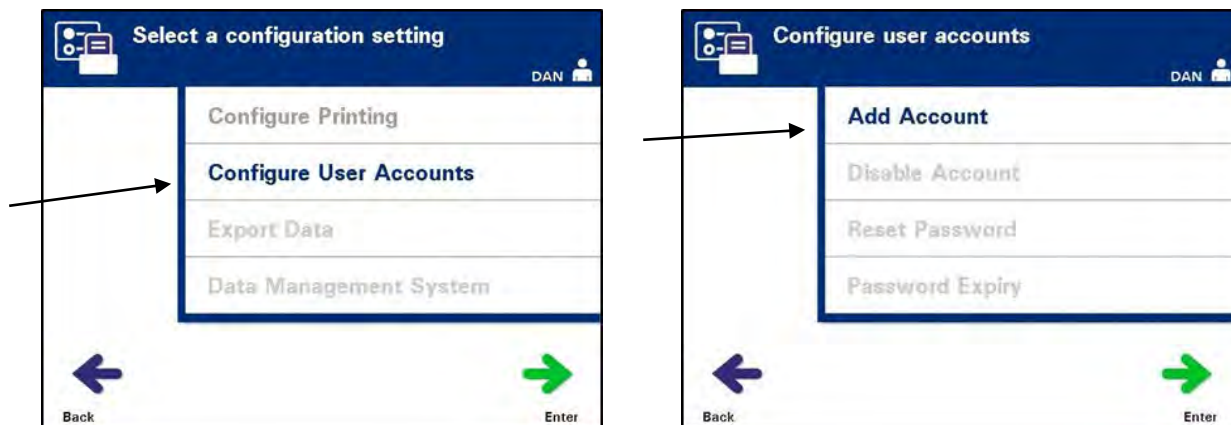 Select a configuration setting
DAN
Configure Printing
Configure User Accounts
Export Data
Data Management System
Back
Enter
Configure user accounts
DAN
Add Account
Disable Account
Reset Password
Password Expiry
Back
Enter